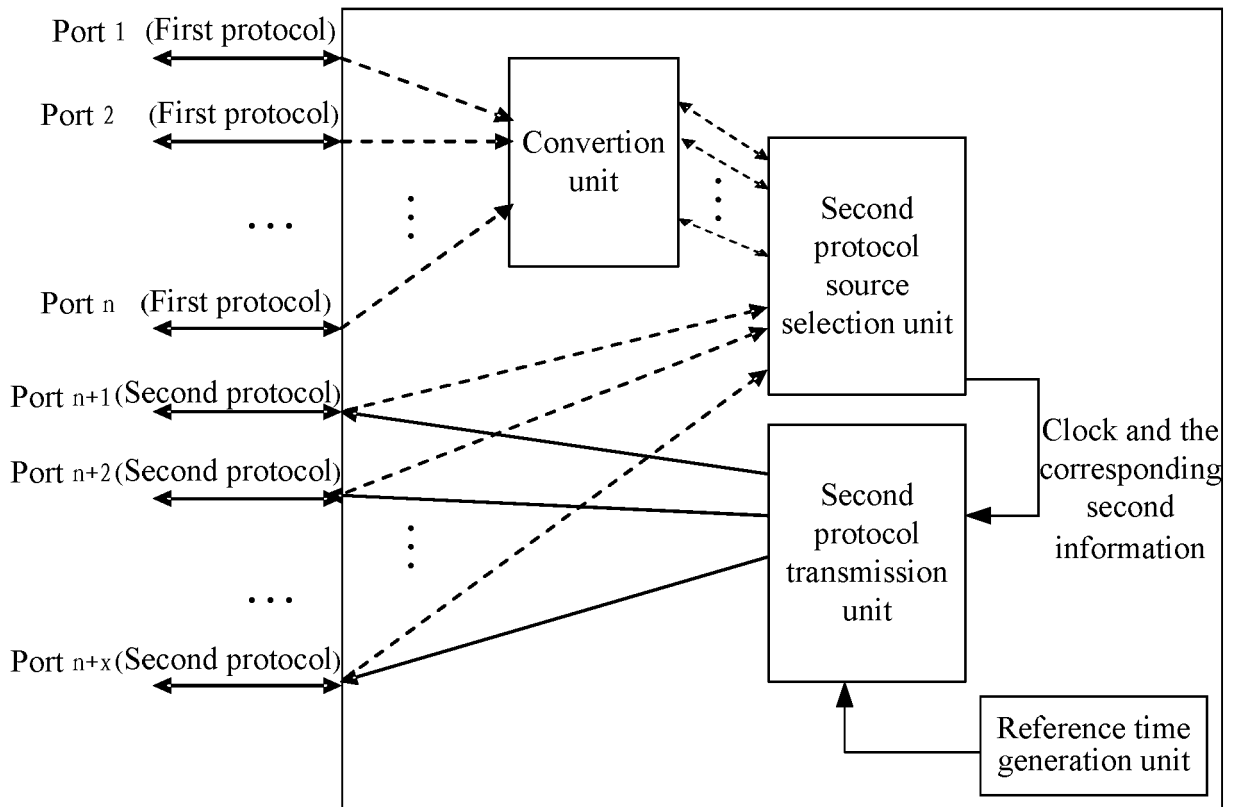 Port 1 (First protocol)
Port 2 (First protocol)
...
Port n (First protocol)
Port n+1 (Second protocol)
Port n+2 (Second protocol)
...
Port n+x (Second protocol)
Convertion
unit
Second
protocol
source
selection unit
Clock and the
corresponding
second
information
Second
protocol
transmission
unit
Reference time
generation unit